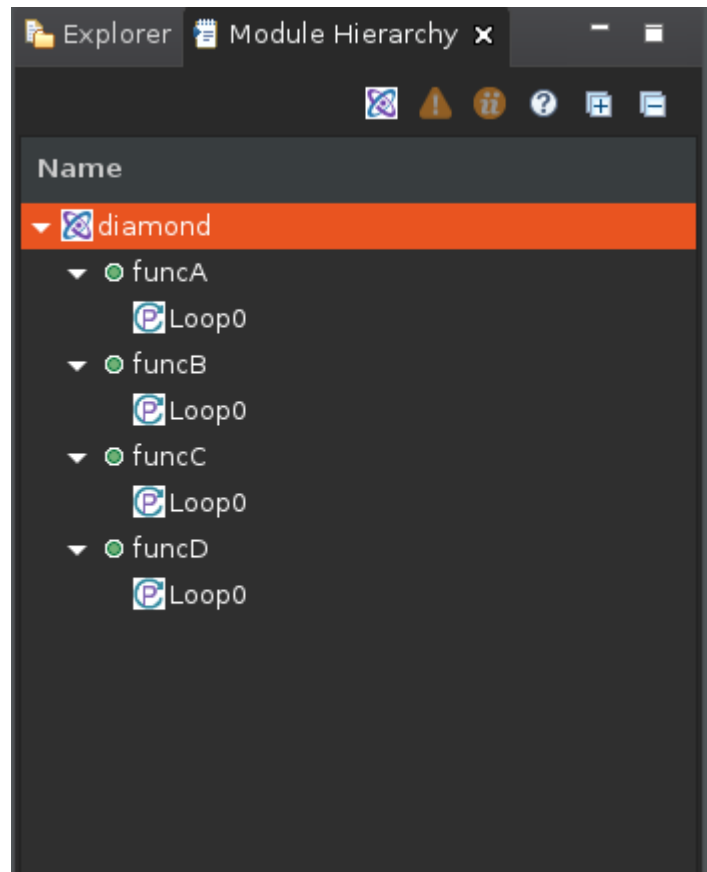 Explorer Module Hierarchy
Name
diamond
funcA
Loop0
funcB
Loop0
funcC
Loop0
funcD
Loop0